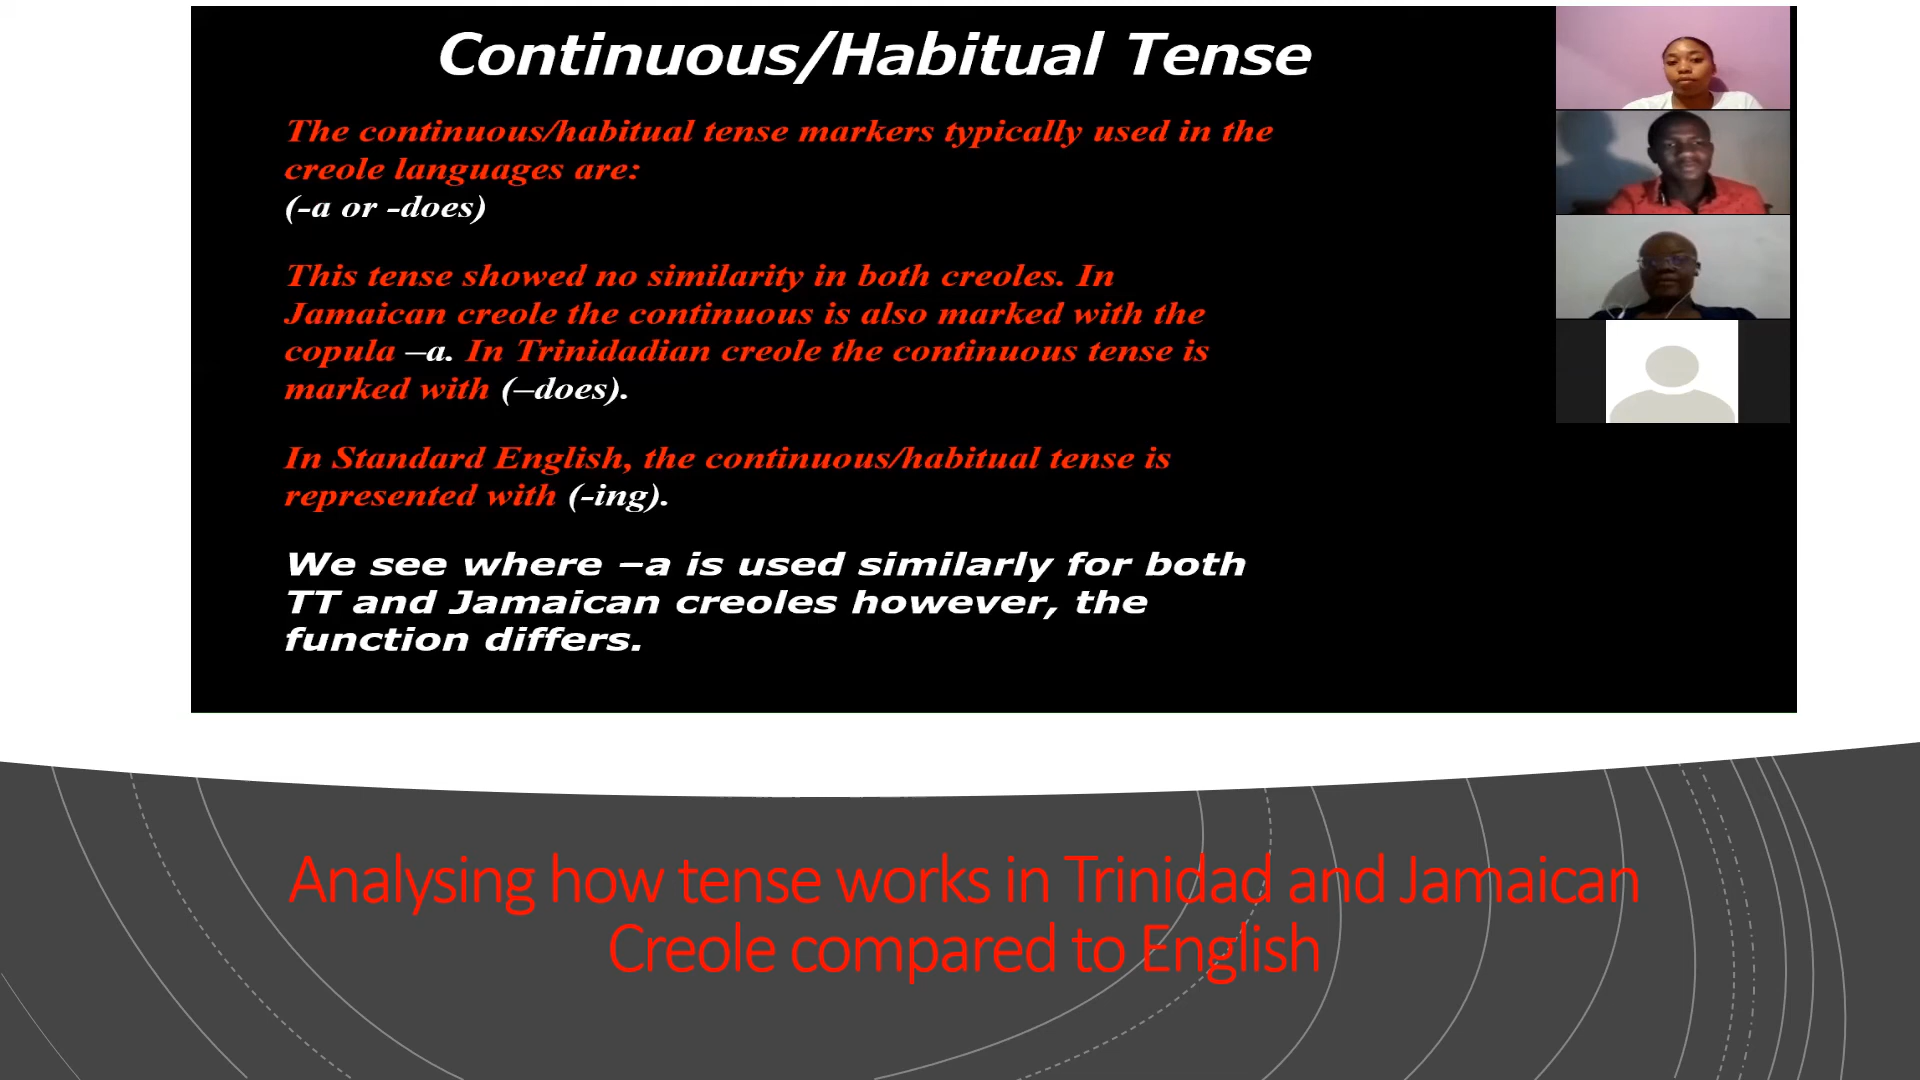 Continuous/Habitual Tense
The continuous/habitual tense markers typically used in the
creole languages are:
(-a or -does)
This tense showed no similarity in both creoles. In
Jamaican creole the continuous is also marked with the
copula –a. In Trinidadian creole the continuous tense is
marked with (–does).
In Standard English, the continuous/habitual tense is
represented with (-ing).
We see where –a is used similarly for both
TT and Jamaican creoles however, the
function differs.
Analysing how tense works in Trinidad and Jamaican
Creole compared to English